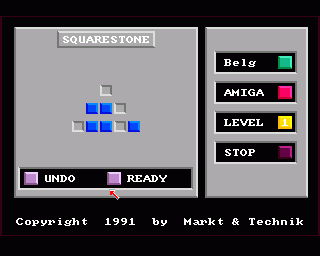 SQUARESTONE
Belg
AMIGA
LEVEL 1
STOP
UNDO READY
Copyright 1991 by Markt & Technik